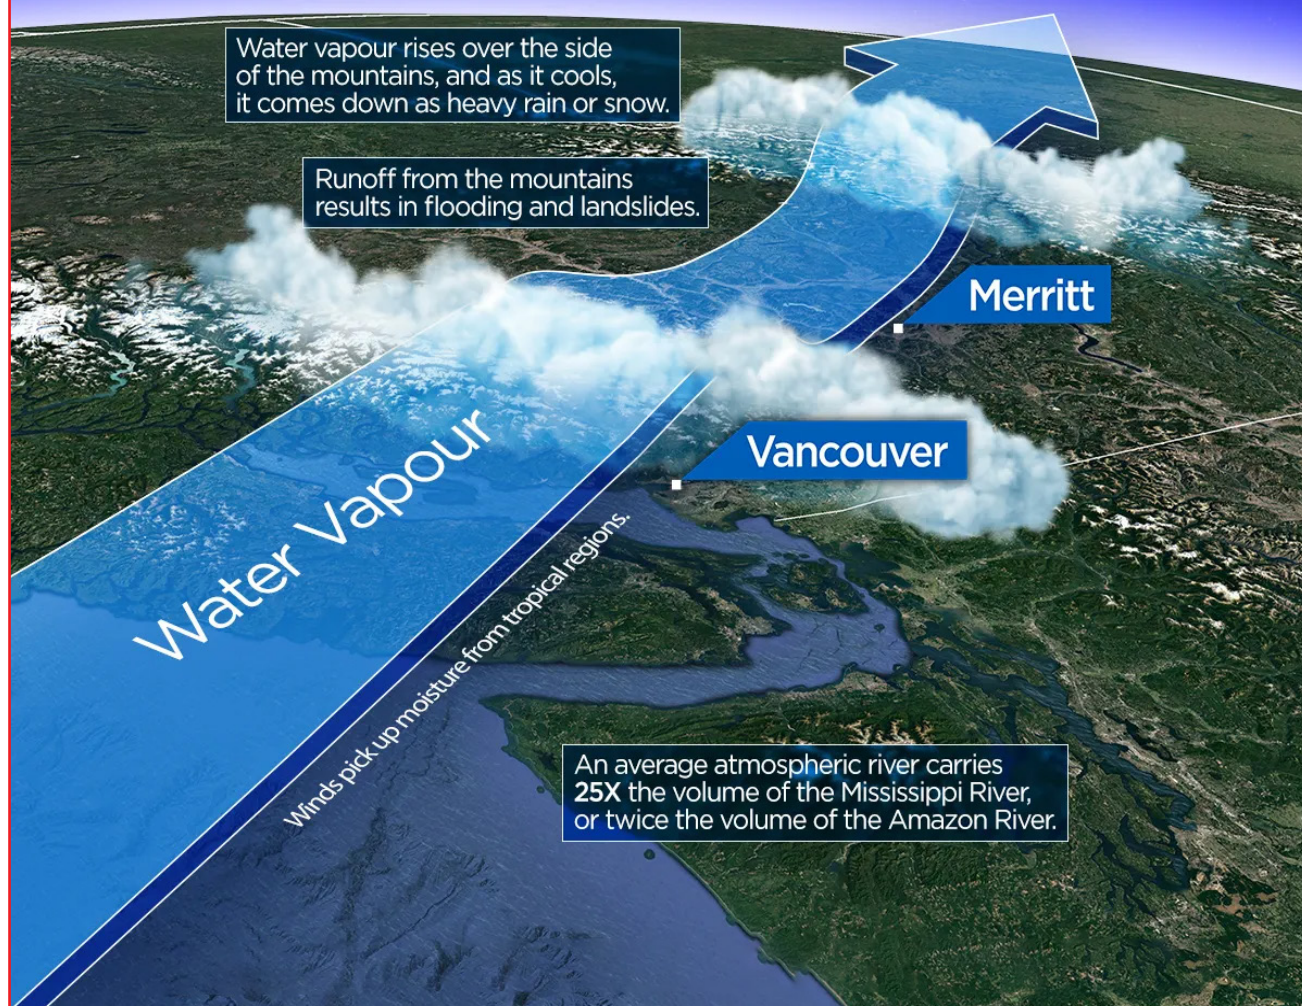 Water vapour rises over the side
of the mountains, and as it cools,
it comes down as heavy rain or snow.
Runoff from the mountains
results in flooding and landslides.
Merritt
Vancouver
Water Vapour
Winds pick up moisture from tropical regions.
An average atmospheric river carries
25X the volume of the Mississippi River,
or twice the volume of the Amazon River.